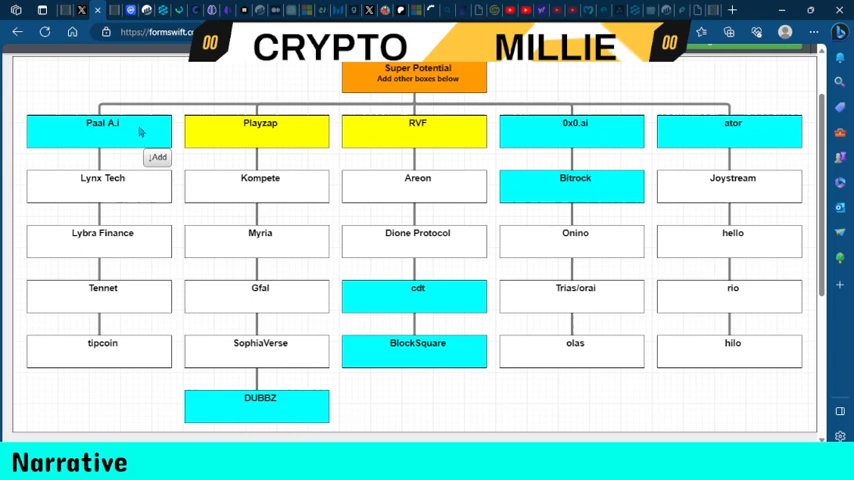 https://formswift.c
00 CRYPTO MILLIE 00
Super Potential
Add other boxes below
Paal A.i
Playzap
RVF
0x0.ai
ator
↓Add
Lynx Tech
Kompete
Areon
Bitrock
Joystream
Lybra Finance
Myria
Dione Protocol
Onino
hello
Tennet
Gfal
cdt
Trias/orai
rio
tipcoin
SophiaVerse
BlockSquare
olas
hilo
DUBBZ
Narrative